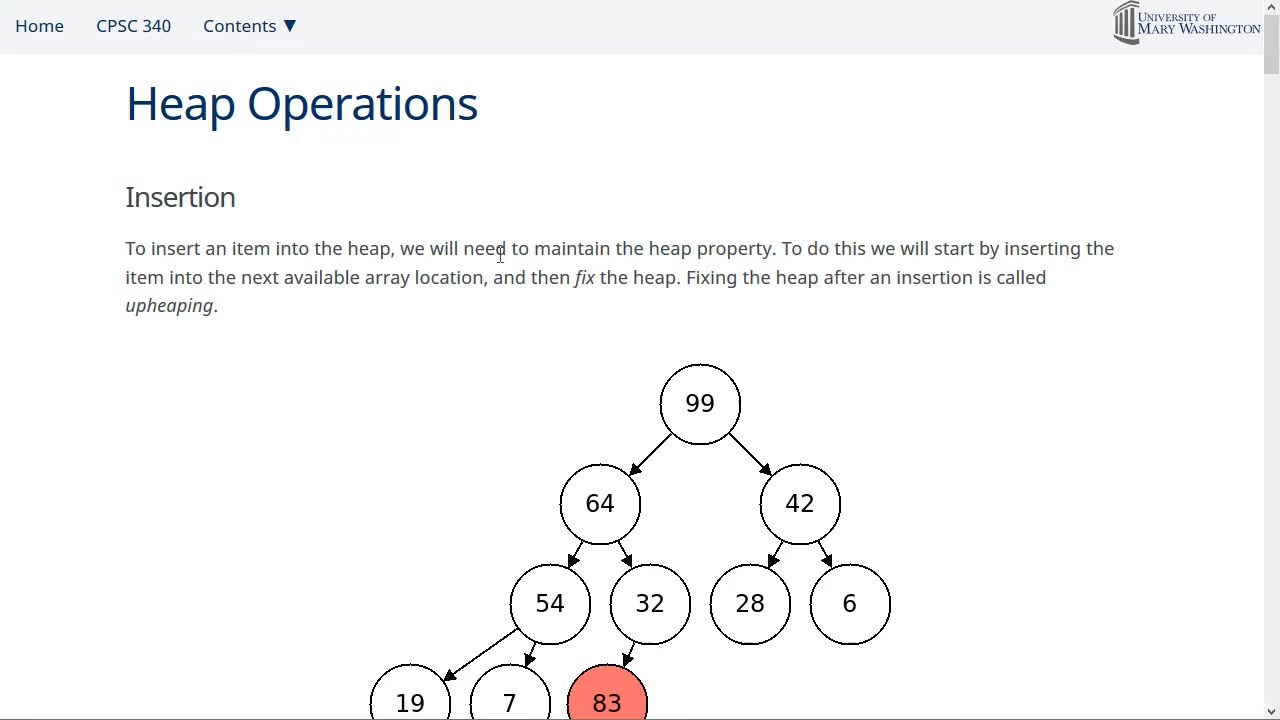 Home CPSC 340 Contents ▼
UNIVERSITY OF
MARY WASHINGTON
Heap Operations
Insertion
To insert an item into the heap, we will need to maintain the heap property. To do this we will start by inserting the
item into the next available array location, and then fix the heap. Fixing the heap after an insertion is called
upheaping.
99
64 42
54 32 28 6
19 7 83